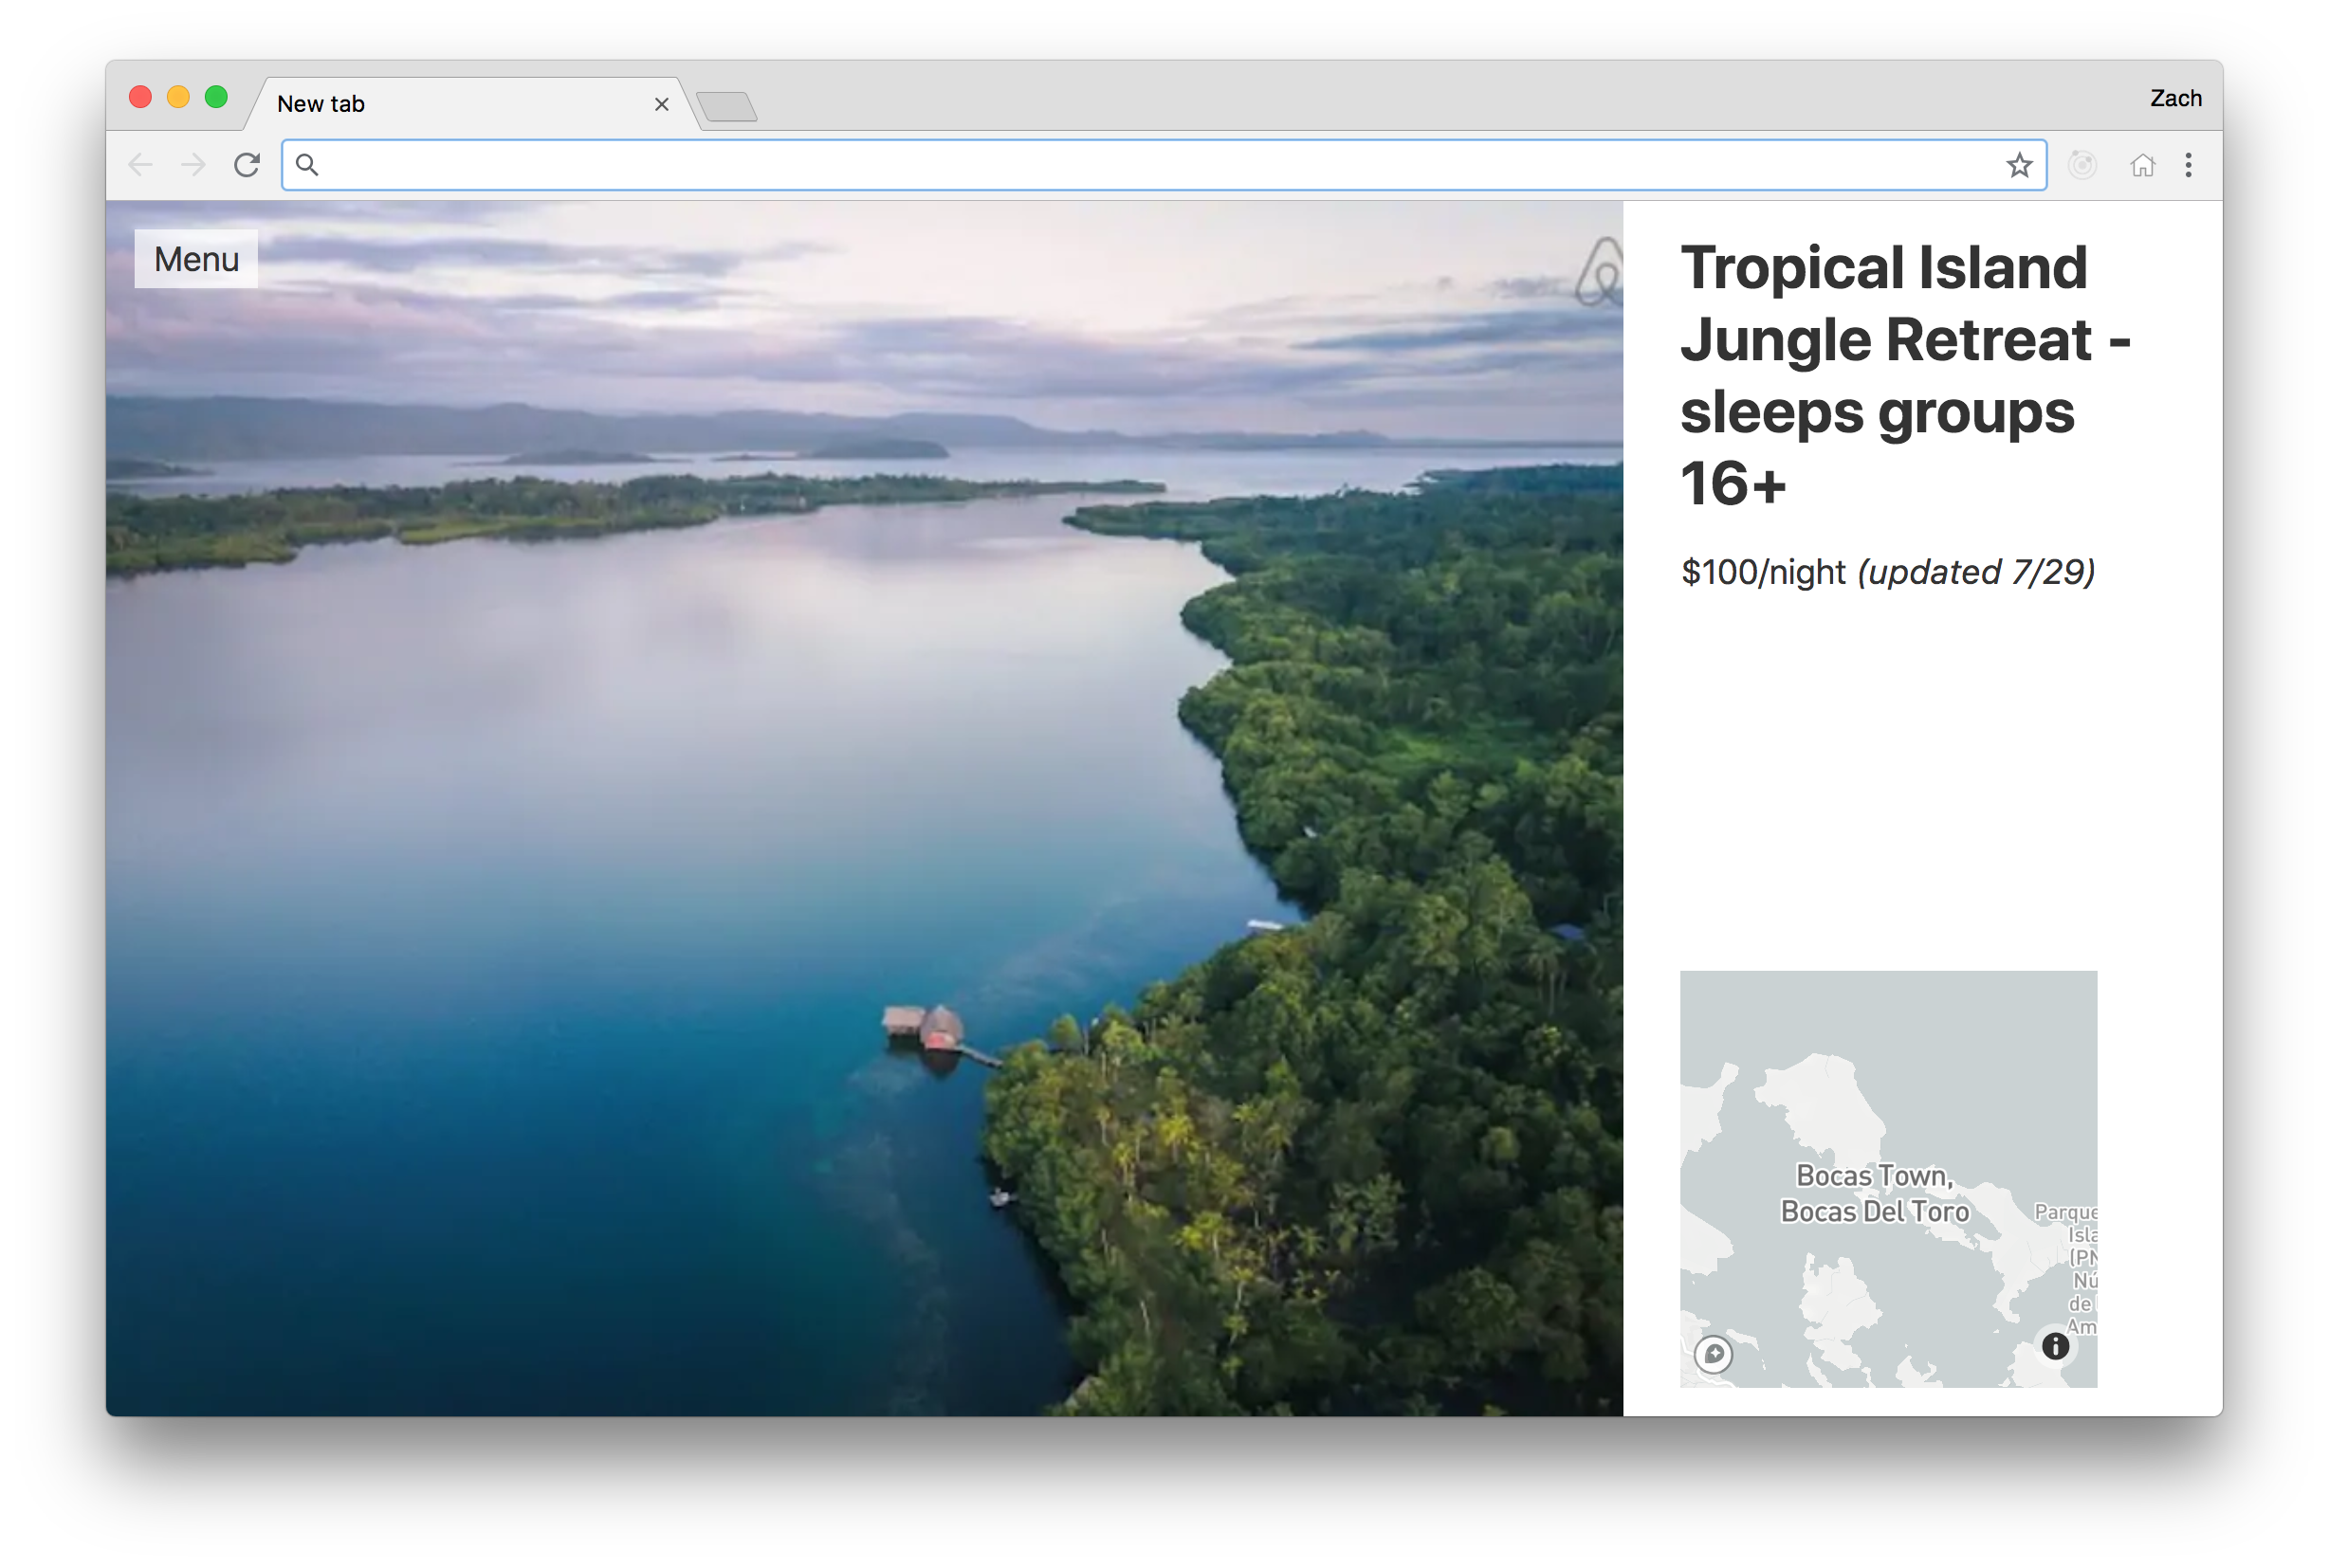 New tab
Zach
Menu
Tropical Island
Jungle Retreat -
sleeps groups
16+
$100/night (updated 7/29)
Bocas Town,
Bocas Del Toro
Parque
Isla
(PN
Nú
de
Am